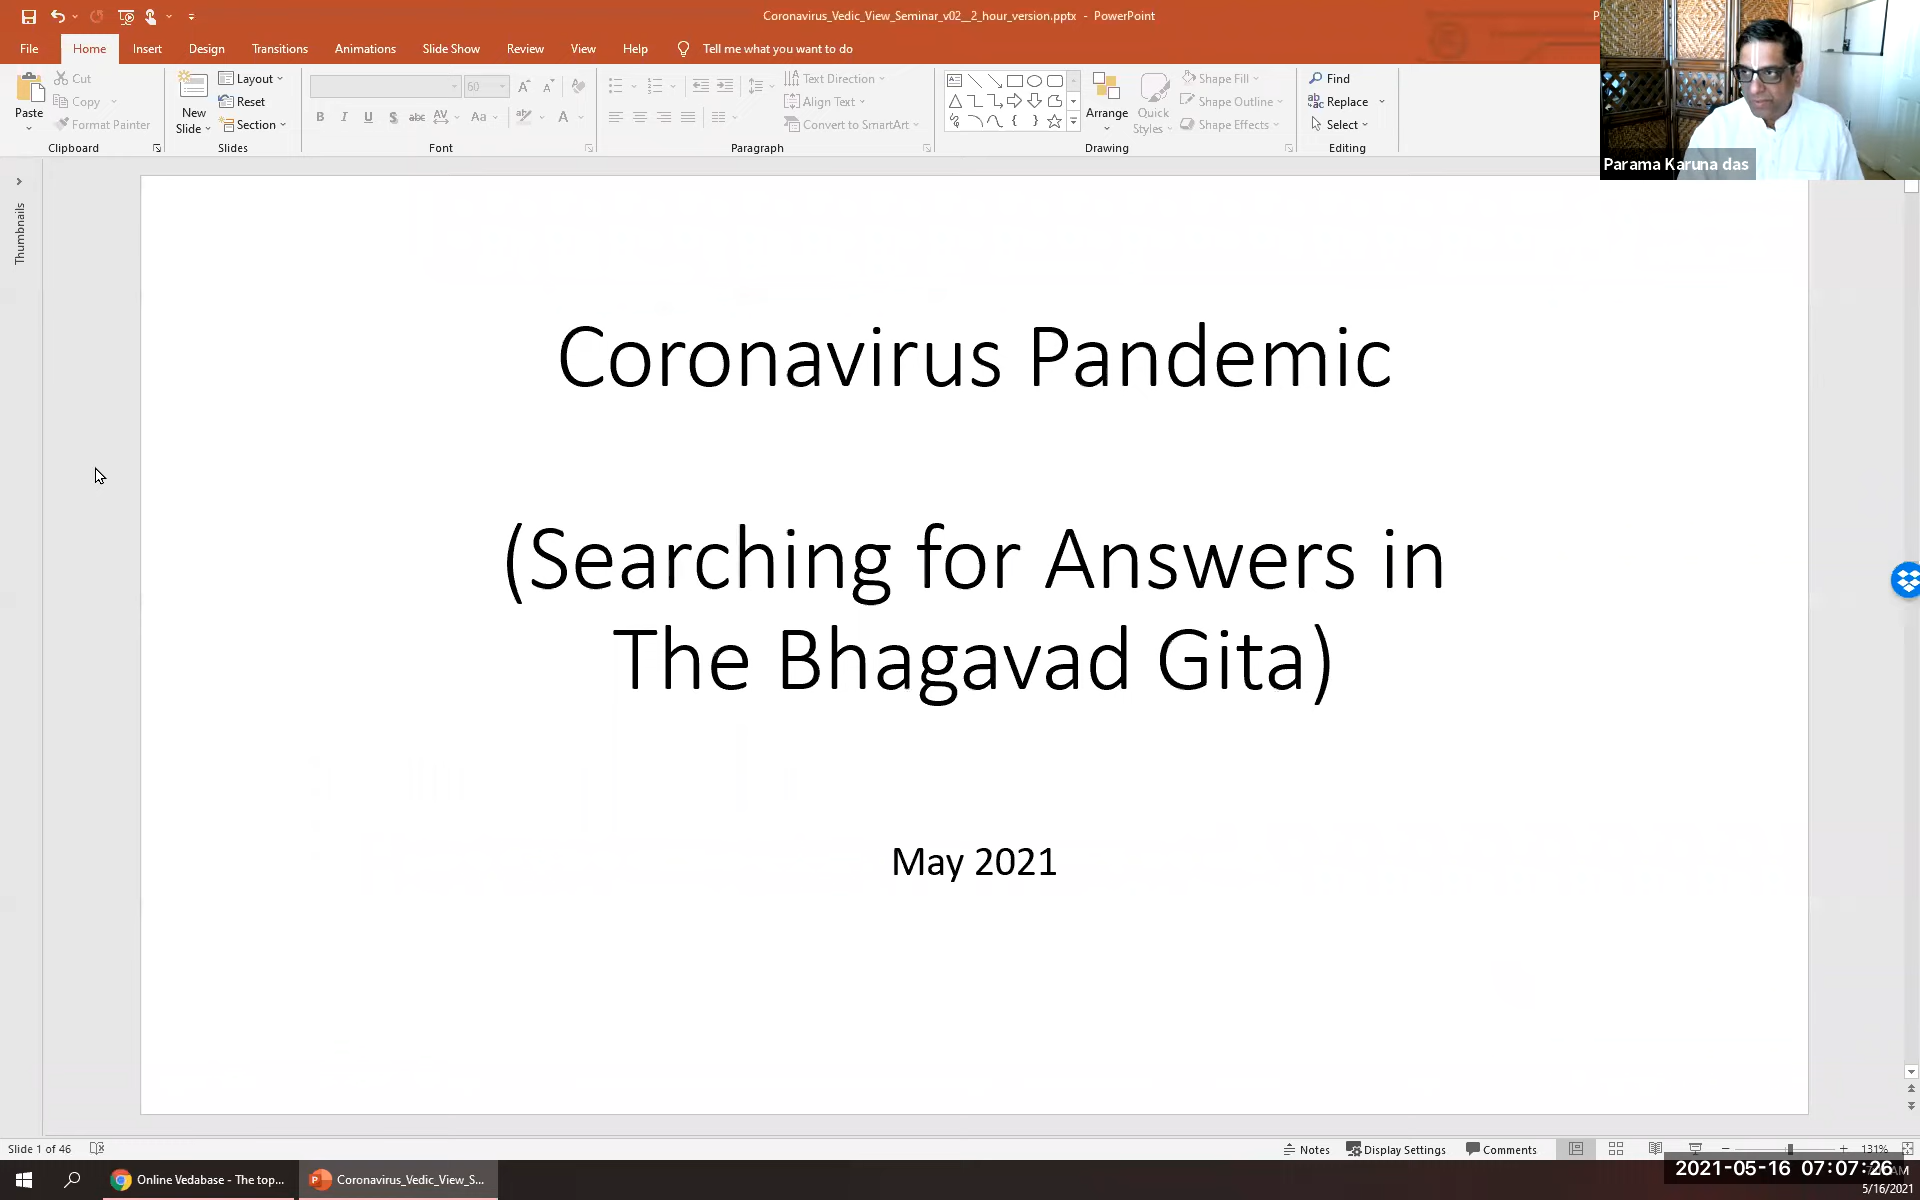 Coronavirus_Vedic_View_Seminar_v02__2_hour_version.pptx - PowerPoint
File Home Insert Design Transitions Animations Slide Show Review View Help Tell me what you want to do
Paste
Cut
Copy
Format Painter
Clipboard
New Slide
Layout
Reset
Section
Slides
60
Font
Text Direction
Align Text
Convert to SmartArt
Paragraph
Arrange
Quick Styles
Shape Fill
Shape Outline
Shape Effects
Drawing
Find
Replace
Select
Editing
Parama Karuna das
Thumbnails
Coronavirus Pandemic
(Searching for Answers in
The Bhagavad Gita)
May 2021
Slide 1 of 46
Notes Display Settings Comments 131%
Online Vedabase - The top...
Coronavirus_Vedic_View_S...
2021-05-16 07:07:26
5/16/2021